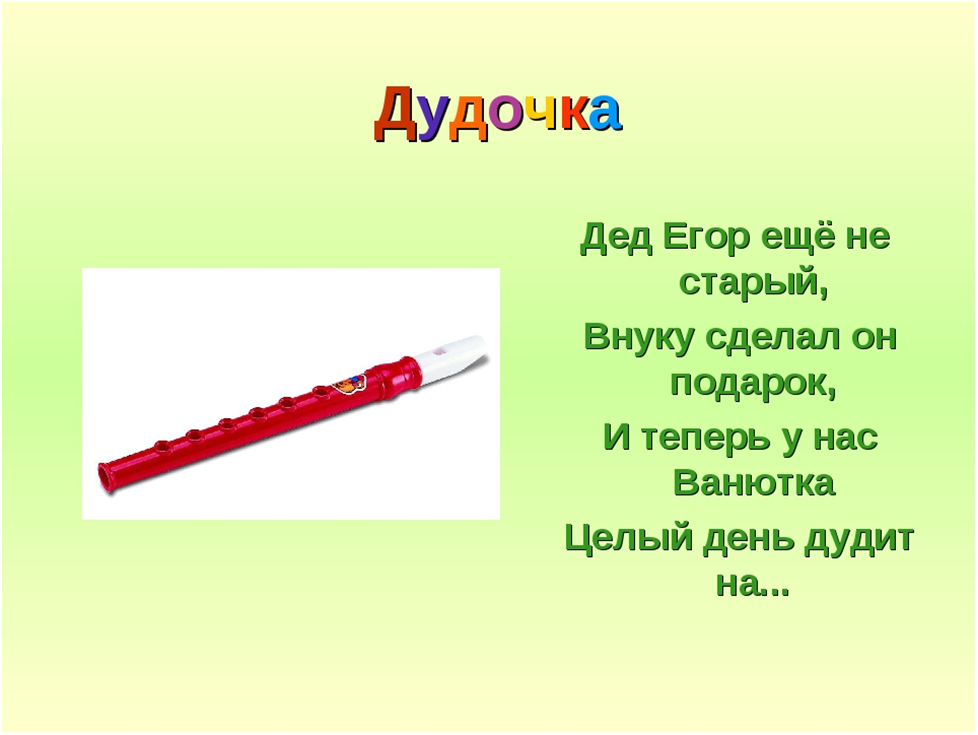 Дудочка
Дед Егор ещё не
старый,
Внуку сделал он
подарок,
И теперь у нас
Ванютка
Целый день дудит
на...